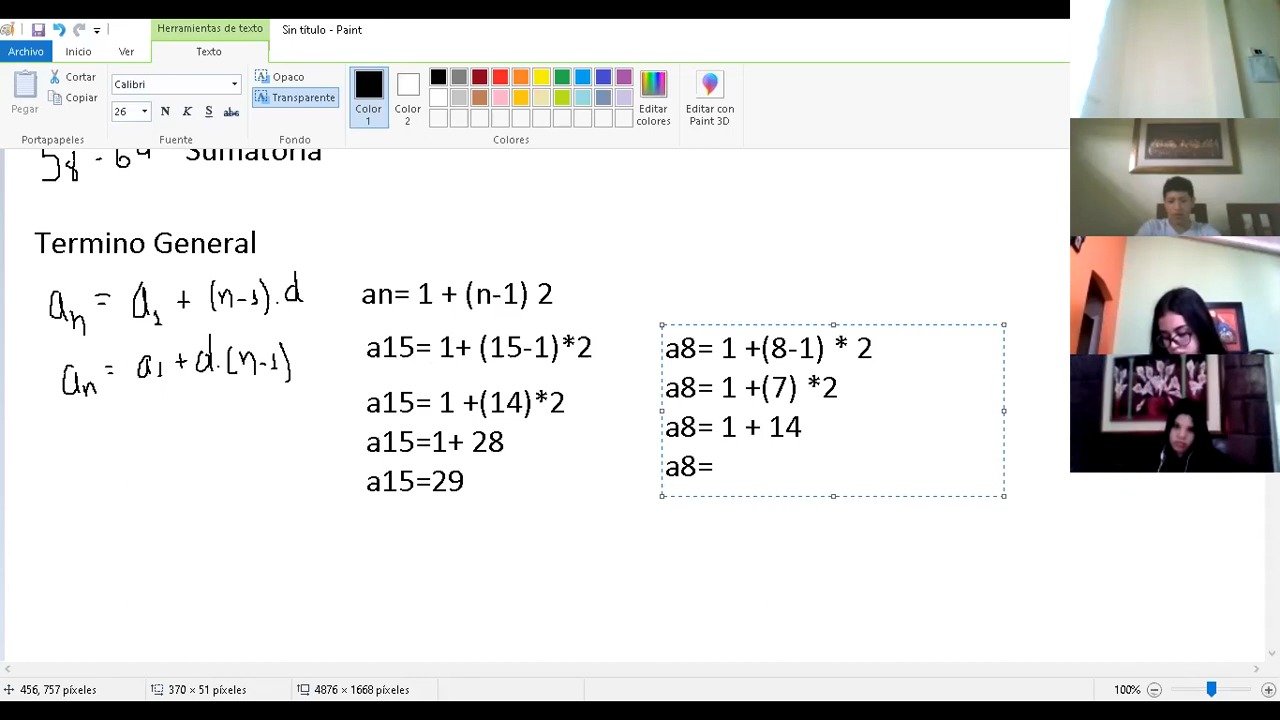 Herramientas de texto
Sin título - Paint
Archivo
Inicio
Ver
Texto
Pegar
Cortar
Copiar
Portapapeles
Calibri
26
N K S abc
Fuente
Opaco
Transparente
Fondo
Color 1
Color 2
Editar colores
Editar con Paint 3D
Colores
58 - 64 Sumatoria
Termino General
an = a1 + (n-1).d
an = a1 + d.(n-1)
an= 1 + (n-1) 2
a15= 1+ (15-1)*2
a15= 1 +(14)*2
a15=1+ 28
a15=29
a8= 1 +(8-1) * 2
a8= 1 +(7) *2
a8= 1 + 14
a8=
456, 757 píxeles
370 × 51 píxeles
4876 × 1668 píxeles
100%